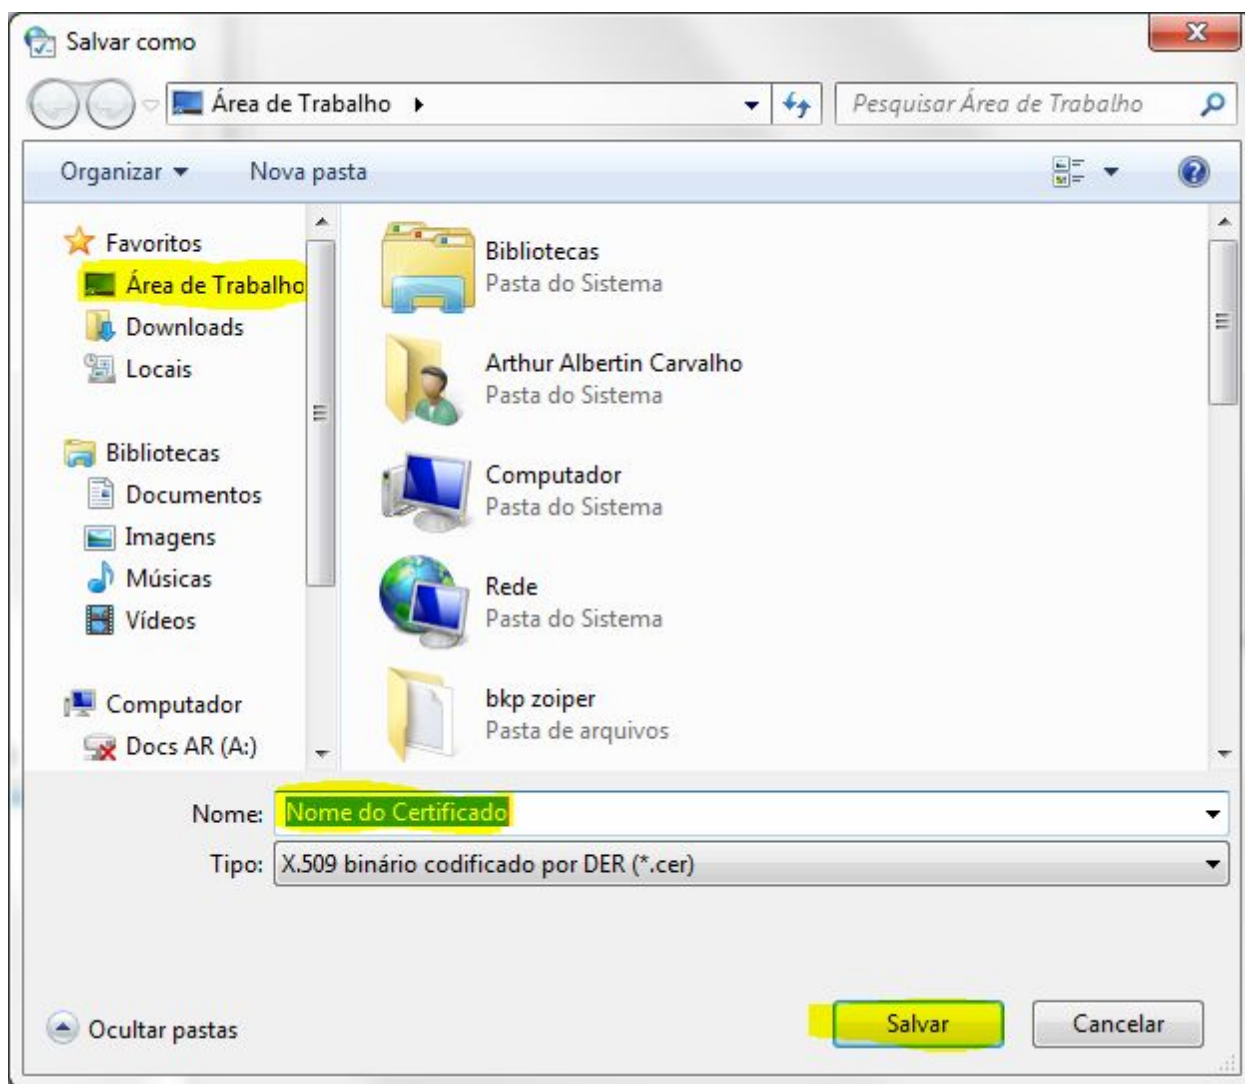 Salvar como
Área de Trabalho
Pesquisar Área de Trabalho
Organizar
Nova pasta
Favoritos
Área de Trabalho
Downloads
Locais
Bibliotecas
Documentos
Imagens
Músicas
Vídeos
Computador
Docs AR (A:)
Bibliotecas
Pasta do Sistema
Arthur Albertin Carvalho
Pasta do Sistema
Computador
Pasta do Sistema
Rede
Pasta do Sistema
bkp zoiper
Pasta de arquivos
Nome: Nome do Certificado
Tipo: X.509 binário codificado por DER (*.cer)
Ocultar pastas
Salvar
Cancelar